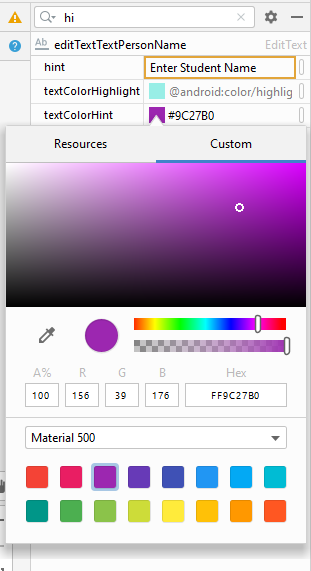 hi
Ab editTextTextPersonName EditText
hint Enter Student Name
textColorHighlight @android:color/highlig
textColorHint #9C27B0
Resources Custom
A% R G B Hex
100 156 39 176 FF9C27B0
Material 500